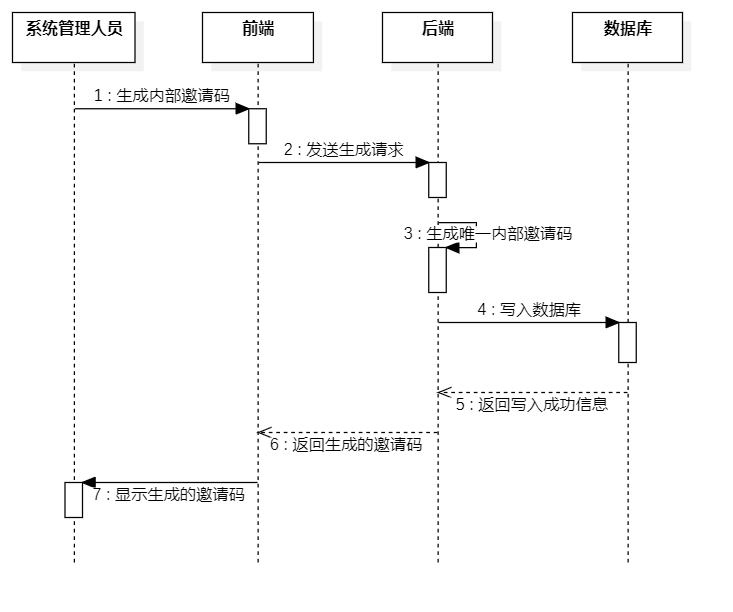 系统管理人员
前端
后端
数据库
1 : 生成内部邀请码
2 : 发送生成请求
3 : 生成唯一内部邀请码
4 : 写入数据库
5 : 返回写入成功信息
6 : 返回生成的邀请码
7 : 显示生成的邀请码